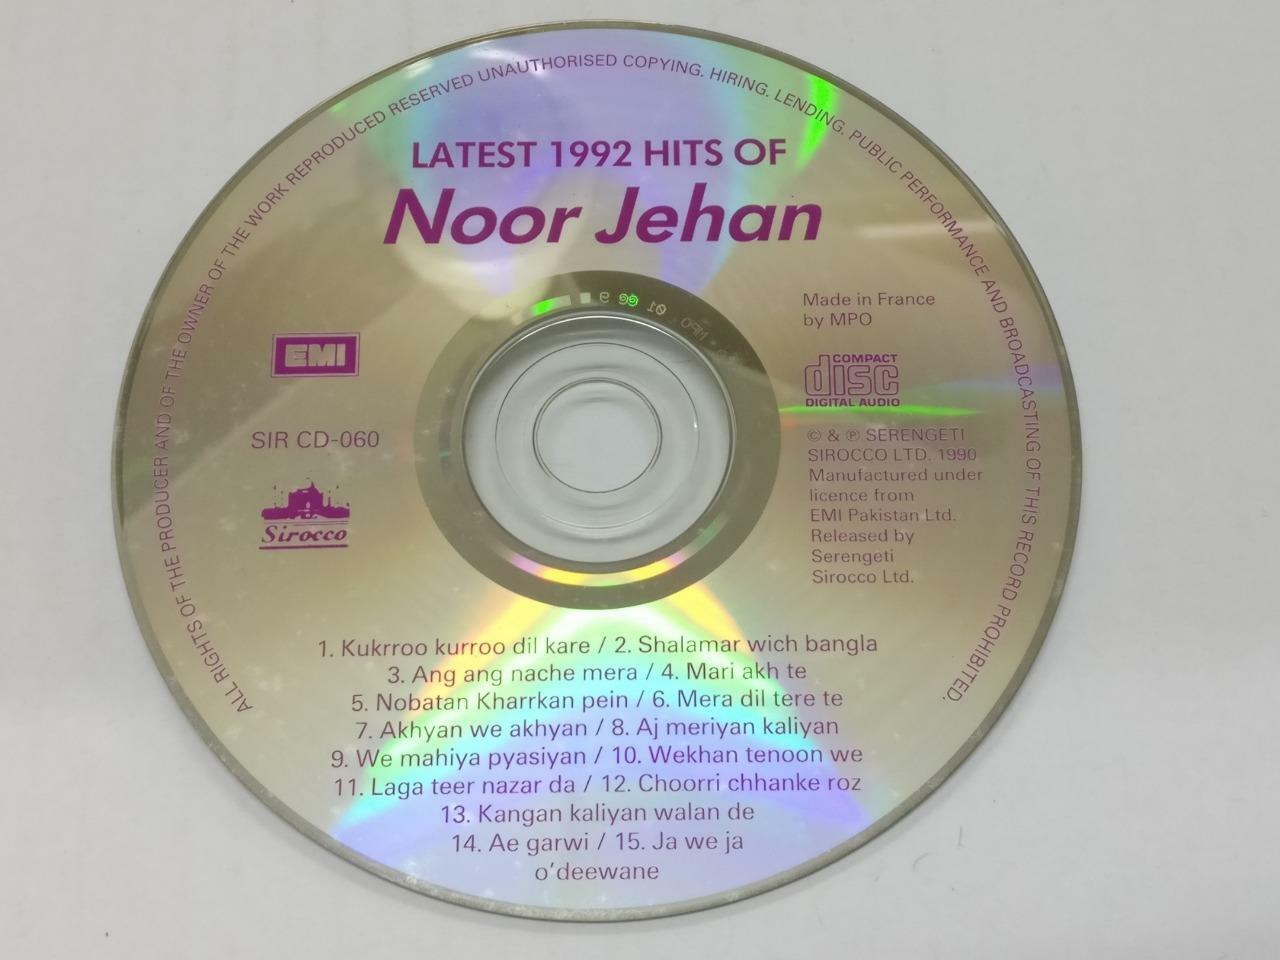 ALL RIGHTS OF THE PRODUCER AND OF THE OWNER OF THE WORK REPRODUCED RESERVED UNAUTHORISED COPYING. HIRING. LENDING. PUBLIC PERFORMANCE AND BROADCASTING OF THIS RECORD PROHIBITED.
LATEST 1992 HITS OF
Noor Jehan
EMI
SIR CD-060
Sirocco
Made in France
by MPO
COMPACT
disc
DIGITAL AUDIO
© & ℗ SERENGETI
SIROCCO LTD. 1990
Manufactured under
licence from
EMI Pakistan Ltd.
Released by
Serengeti
Sirocco Ltd.
1. Kukrroo kurroo dil kare / 2. Shalamar wich bangla
3. Ang ang nache mera / 4. Mari akh te
5. Nobatan Kharrkan pein / 6. Mera dil tere te
7. Akhyan we akhyan / 8. Aj meriyan kaliyan
9. We mahiya pyasiyan / 10. Wekhan tenoon we
11. Laga teer nazar da / 12. Choorri chhanke roz
13. Kangan kaliyan walan de
14. Ae garwi / 15. Ja we ja
o'deewane